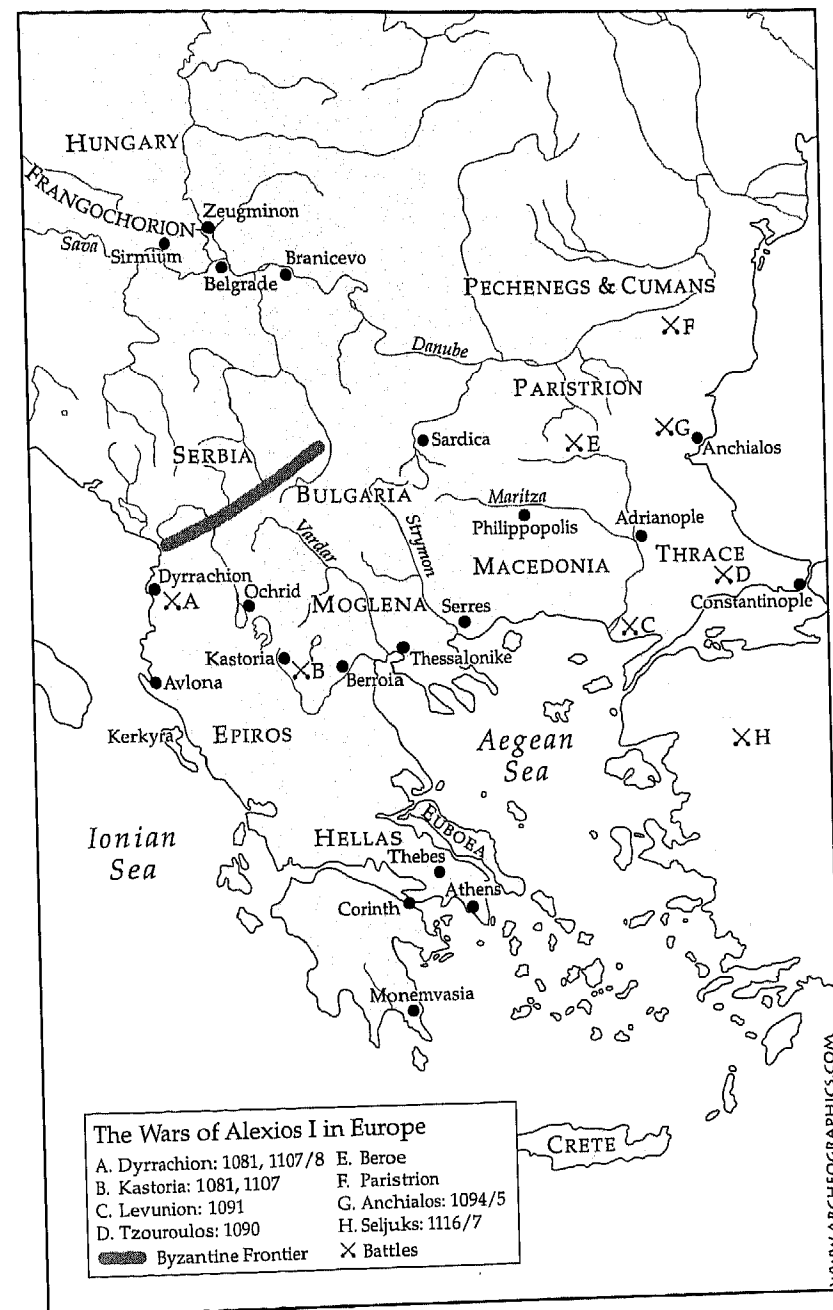 HUNGARY
FRANGOCHORION
Zeugminon
Sava
Sirmium
Belgrade
Branicevo
PECHENEGS & CUMANS
F
Danube
PARISTRION
SERBIA
Sardica
E
G
Anchialos
BULGARIA
Maritza
Philippopolis
Adrianople
Vardar
Strymon
MACEDONIA
THRACE
D
Constantinople
Dyrrachion
A
Ochrid
MOGLENA
Serres
C
Kastoria
B
Berroia
Thessalonike
Avlona
Kerkyra
EPIROS
Aegean
Sea
H
Ionian
Sea
HELLAS
EUBOEA
Thebes
Athens
Corinth
Monemvasia
CRETE
The Wars of Alexios I in Europe
A. Dyrrachion: 1081, 1107/8
B. Kastoria: 1081, 1107
C. Levunion: 1091
D. Tzouroulos: 1090
E. Beroe
F. Paristrion
G. Anchialos: 1094/5
H. Seljuks: 1116/7
Byzantine Frontier
Battles
WWW.ARCHEOGRAPHICS.COM